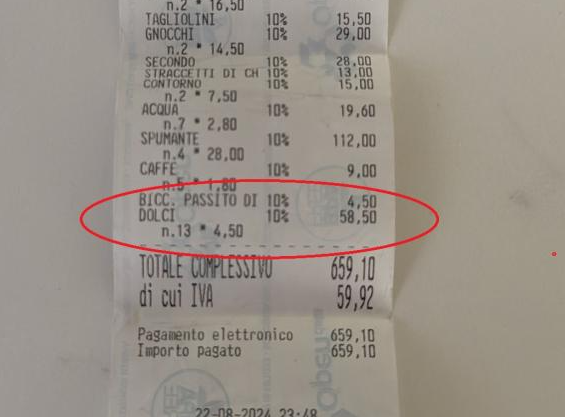 n.2 * 16,50
TAGLIOLINI 10% 15,50
GNOCCHI 10% 29,00
n.2 * 14,50
SECONDO 10% 28,00
STRACCETTI DI CH 10% 13,00
CONTORNO 10% 15,00
n.2 * 7,50
ACQUA 10% 19,60
n.7 * 2,80
SPUMANTE 10% 112,00
n.4 * 28,00
CAFFE' 10% 9,00
n.5 * 1,80
BICC. PASSITO DI 10% 4,50
DOLCI 10% 58,50
n.13 * 4,50
TOTALE COMPLESSIVO 659,10
di cui IVA 59,92
Pagamento elettronico 659,10
Importo pagato 659,10
22-08-2024 23:48